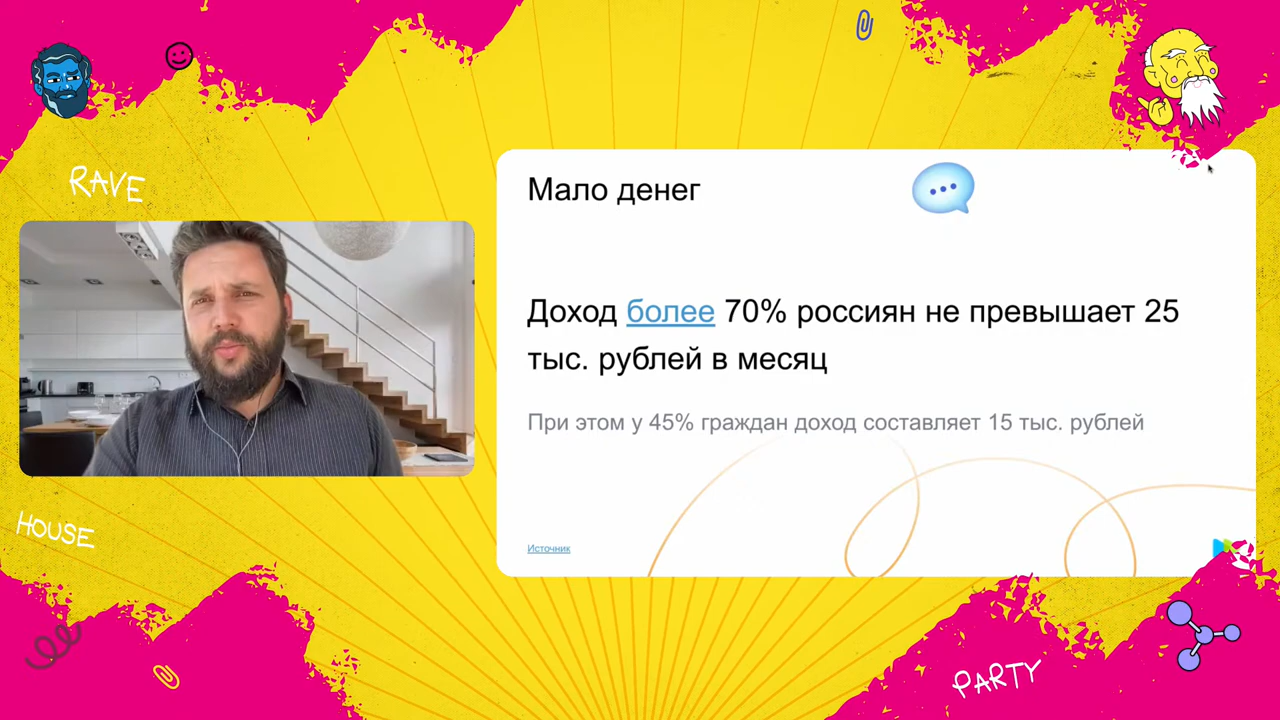 RAVE
Мало денег
Доход более 70% россиян не превышает 25
тыс. рублей в месяц
При этом у 45% граждан доход составляет 15 тыс. рублей
HOUSE
Источник
PARTY